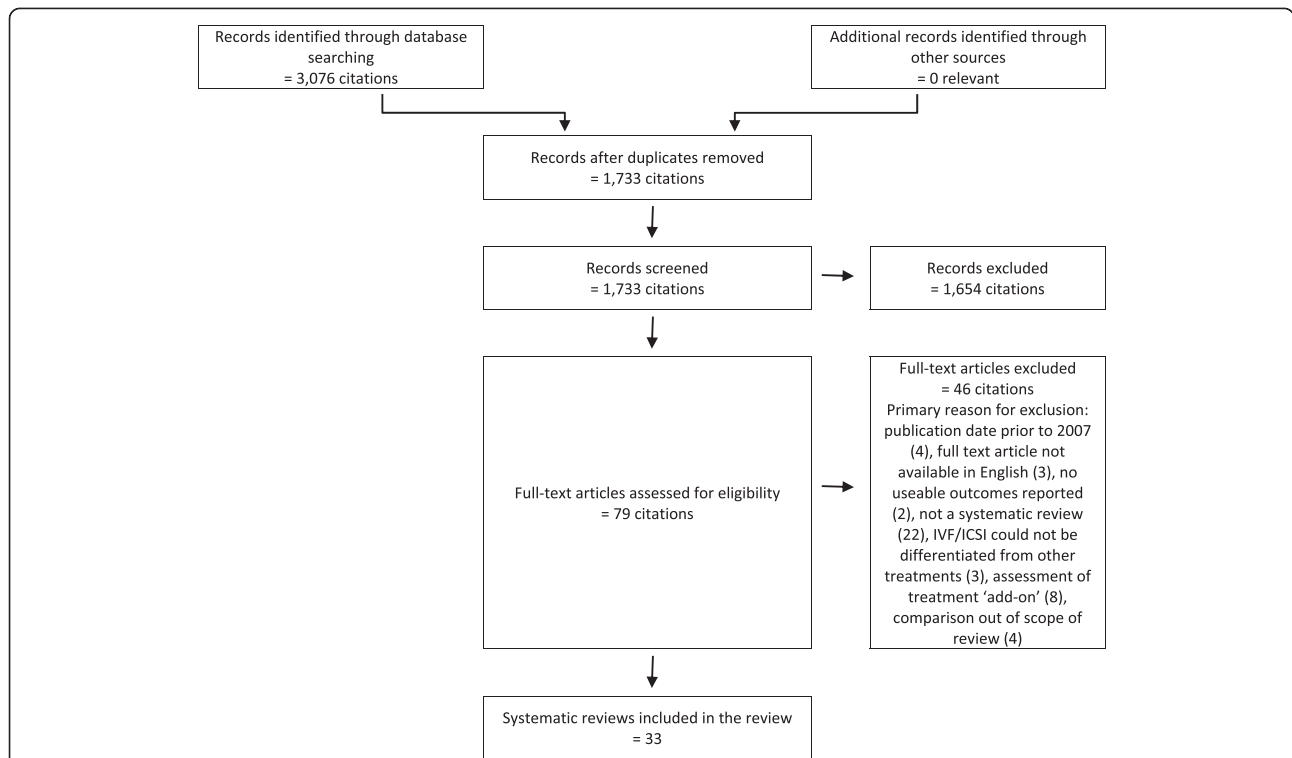 Records identified through database
searching
= 3,076 citations
Additional records identified through
other sources
= 0 relevant
Records after duplicates removed
= 1,733 citations
Records screened
= 1,733 citations
Records excluded
= 1,654 citations
Full-text articles assessed for eligibility
= 79 citations
Full-text articles excluded
= 46 citations
Primary reason for exclusion:
publication date prior to 2007
(4), full text article not
available in English (3), no
useable outcomes reported
(2), not a systematic review
(22), IVF/ICSI could not be
differentiated from other
treatments (3), assessment of
treatment ‘add-on’ (8),
comparison out of scope of
review (4)
Systematic reviews included in the review
= 33